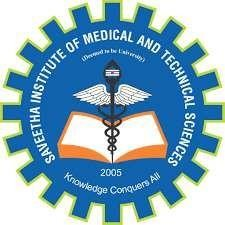 SAVEETHA INSTITUTE OF MEDICAL AND TECHNICAL SCIENCES
(Deemed to be University)
2005
Knowledge Conquers All